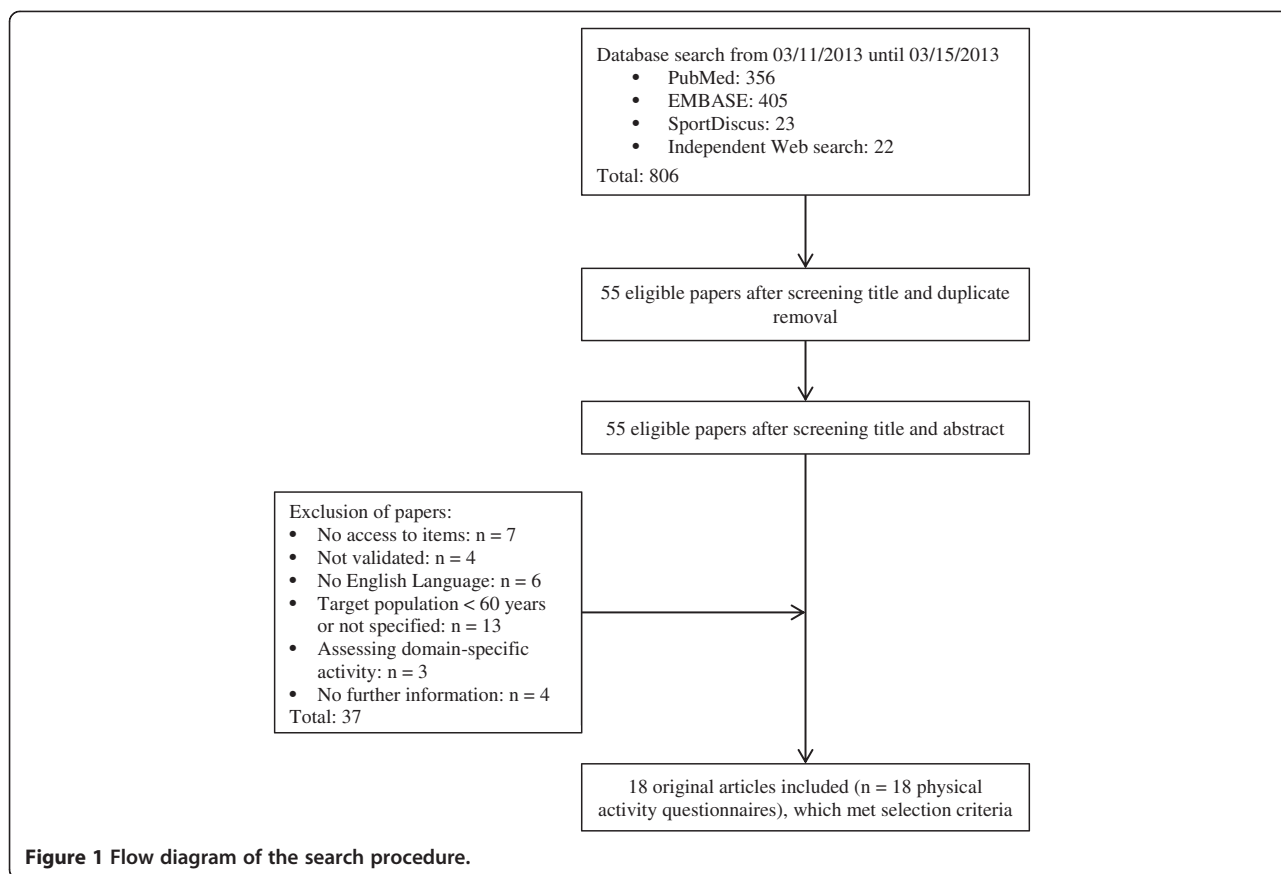 Database search from 03/11/2013 until 03/15/2013
• PubMed: 356
• EMBASE: 405
• SportDiscus: 23
• Independent Web search: 22
Total: 806
55 eligible papers after screening title and duplicate
removal
55 eligible papers after screening title and abstract
Exclusion of papers:
• No access to items: n = 7
• Not validated: n = 4
• No English Language: n = 6
• Target population < 60 years
or not specified: n = 13
• Assessing domain-specific
activity: n = 3
• No further information: n = 4
Total: 37
18 original articles included (n = 18 physical
activity questionnaires), which met selection criteria
Figure 1 Flow diagram of the search procedure.